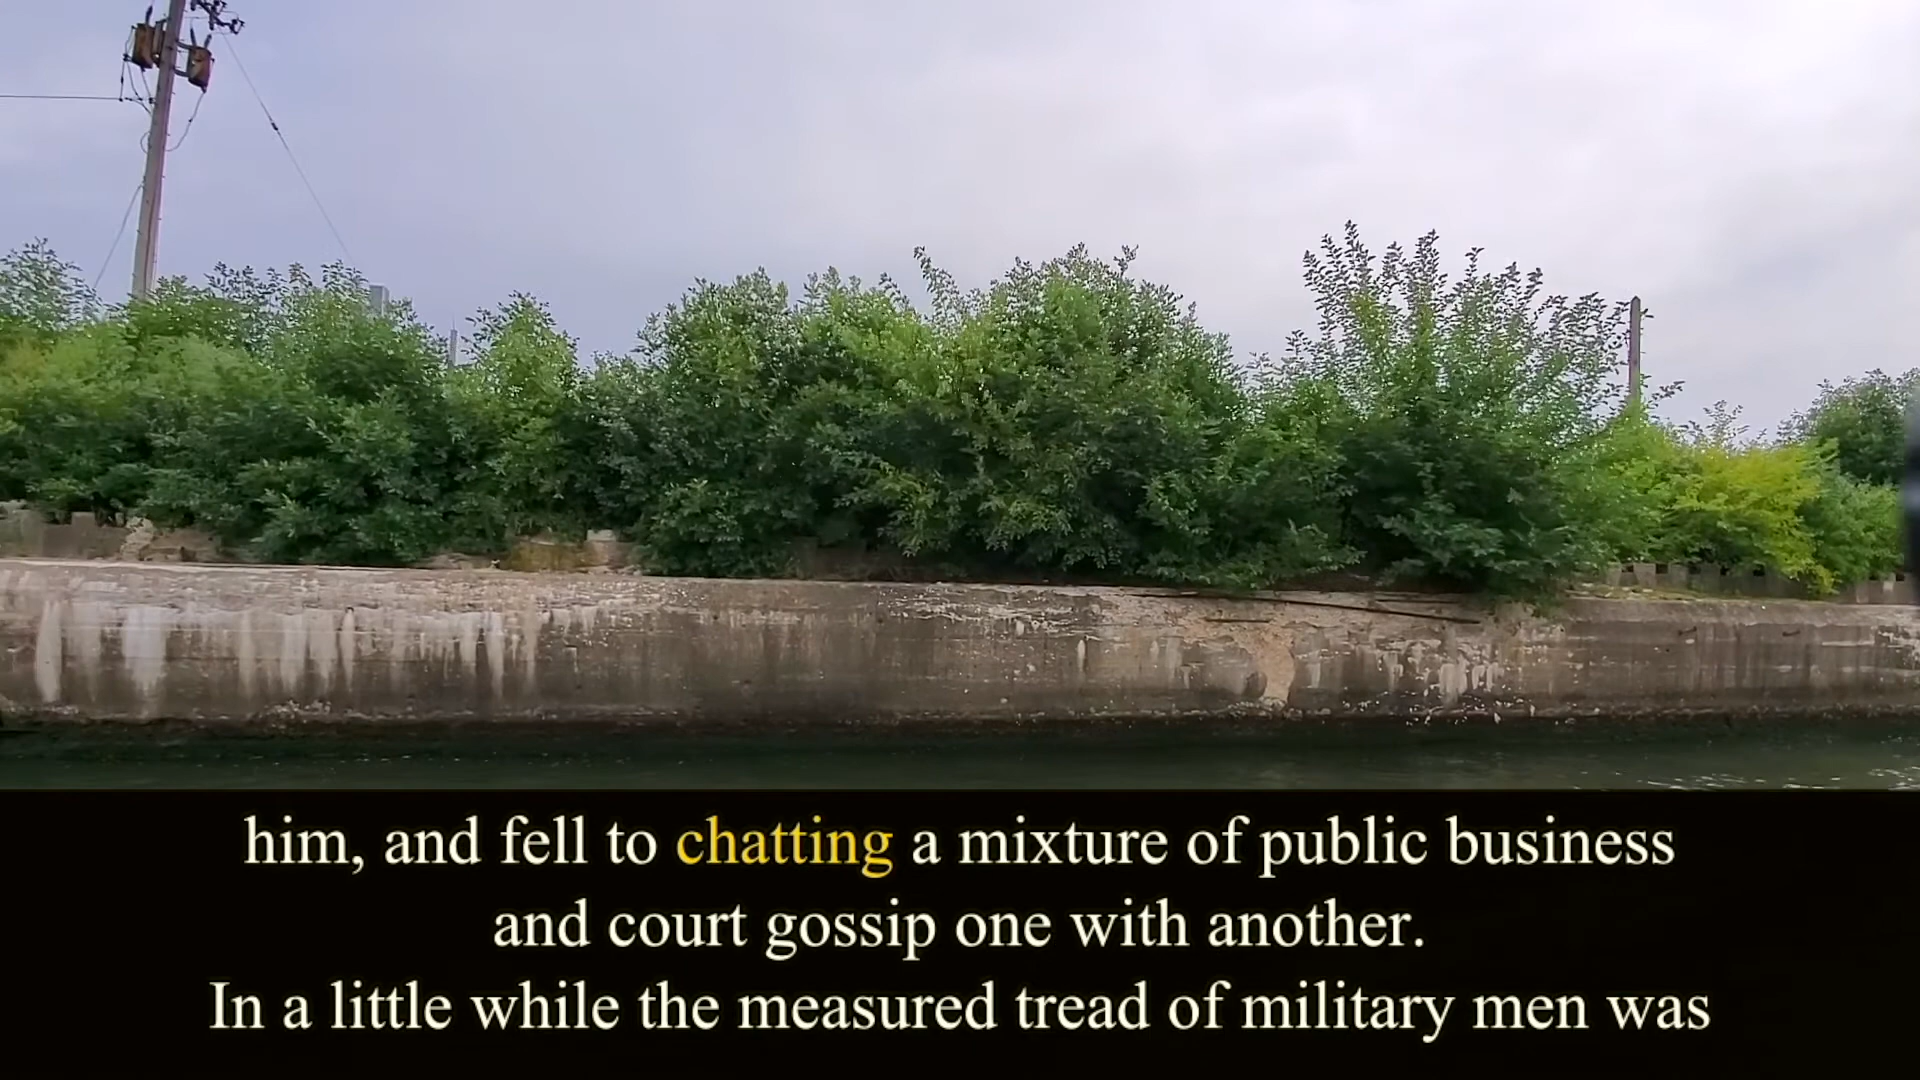 him, and fell to chatting a mixture of public business
and court gossip one with another.
In a little while the measured tread of military men was